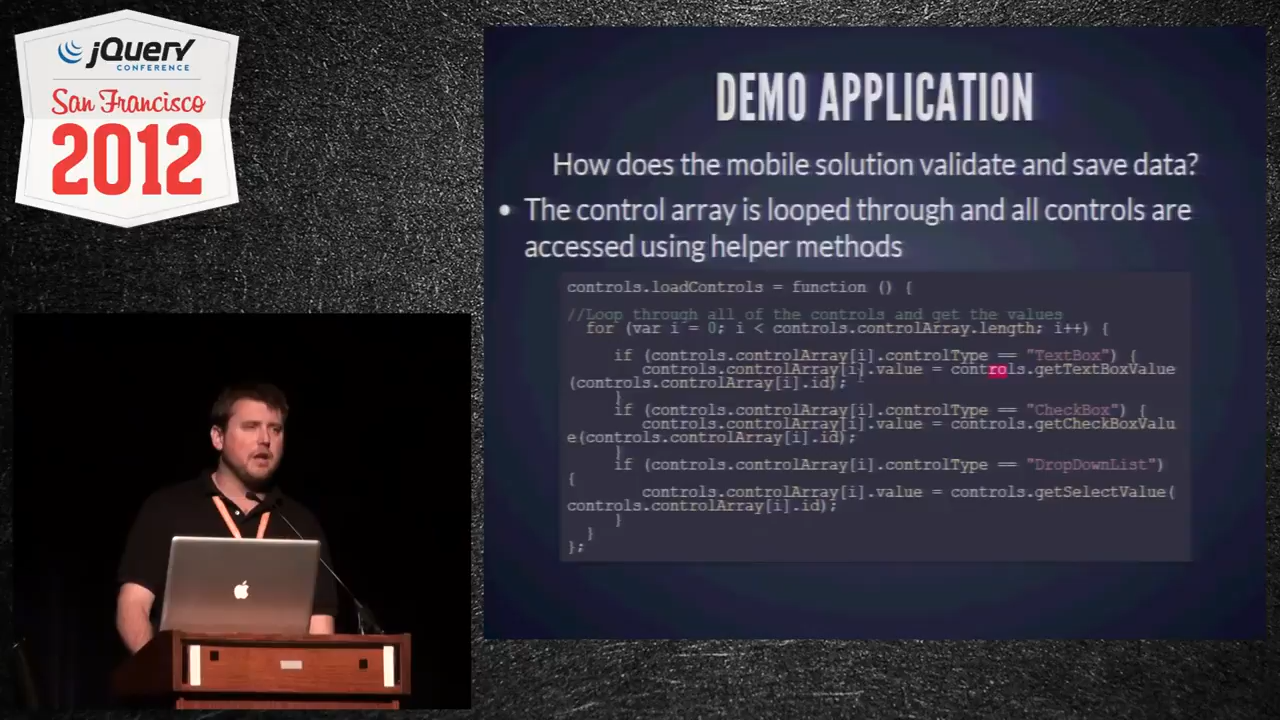 jQuery
CONFERENCE
San Francisco
2012
DEMO APPLICATION
How does the mobile solution validate and save data?
• The control array is looped through and all controls are
accessed using helper methods
controls.loadControls = function () {
//Loop through all of the controls and get the values
for (var i = 0; i < controls.controlArray.length; i++) {
if (controls.controlArray[i].controlType == "TextBox") {
controls.controlArray[i].value = controls.getTextBoxValue
(controls.controlArray[i].id);
}
if (controls.controlArray[i].controlType == "CheckBox") {
controls.controlArray[i].value = controls.getCheckBoxValu
e(controls.controlArray[i].id);
}
if (controls.controlArray[i].controlType == "DropDownList")
{
controls.controlArray[i].value = controls.getSelectValue(
controls.controlArray[i].id);
}
}
};